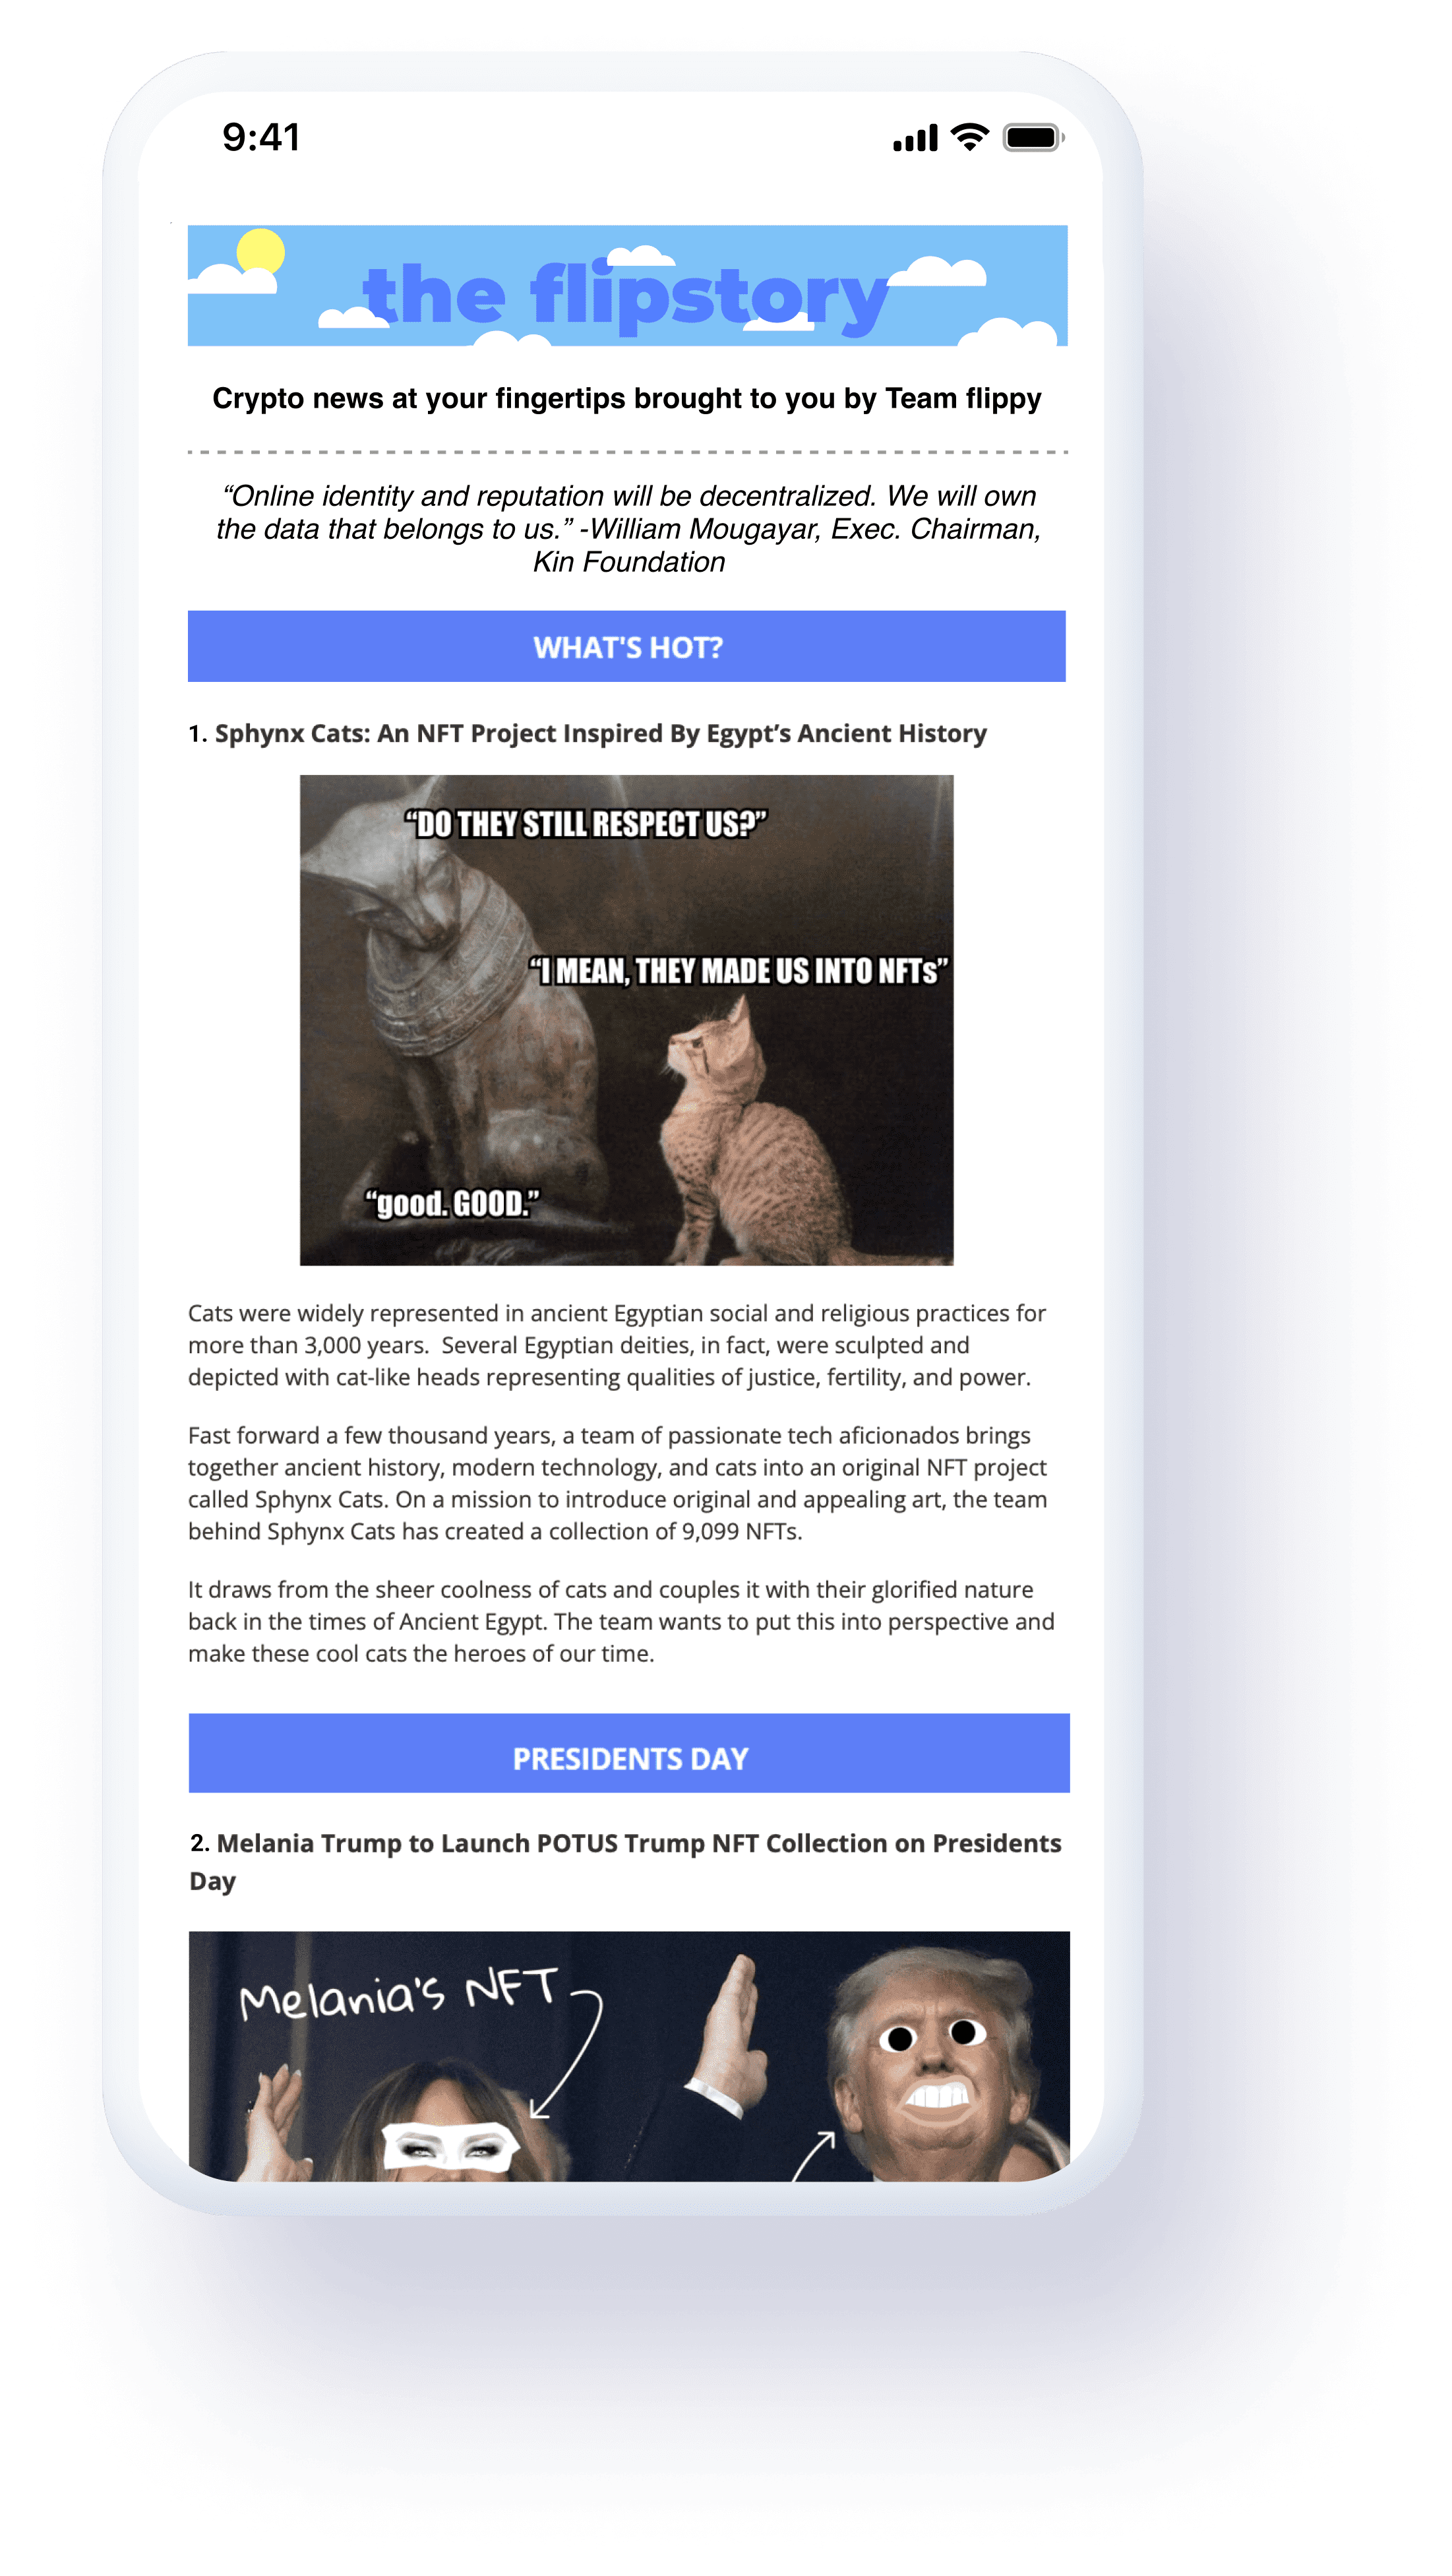 9:41
the flipstory
Crypto news at your fingertips brought to you by Team flippy
“Online identity and reputation will be decentralized. We will own
the data that belongs to us.” -William Mougayar, Exec. Chairman,
Kin Foundation
WHAT'S HOT?
1. Sphynx Cats: An NFT Project Inspired By Egypt’s Ancient History
“DO THEY STILL RESPECT US?”
“I MEAN, THEY MADE US INTO NFTs”
“good. GOOD.”
Cats were widely represented in ancient Egyptian social and religious practices for
more than 3,000 years.  Several Egyptian deities, in fact, were sculpted and
depicted with cat-like heads representing qualities of justice, fertility, and power.
Fast forward a few thousand years, a team of passionate tech aficionados brings
together ancient history, modern technology, and cats into an original NFT project
called Sphynx Cats. On a mission to introduce original and appealing art, the team
behind Sphynx Cats has created a collection of 9,099 NFTs.
It draws from the sheer coolness of cats and couples it with their glorified nature
back in the times of Ancient Egypt. The team wants to put this into perspective and
make these cool cats the heroes of our time.
PRESIDENTS DAY
2. Melania Trump to Launch POTUS Trump NFT Collection on Presidents
Day
Melania's NFT